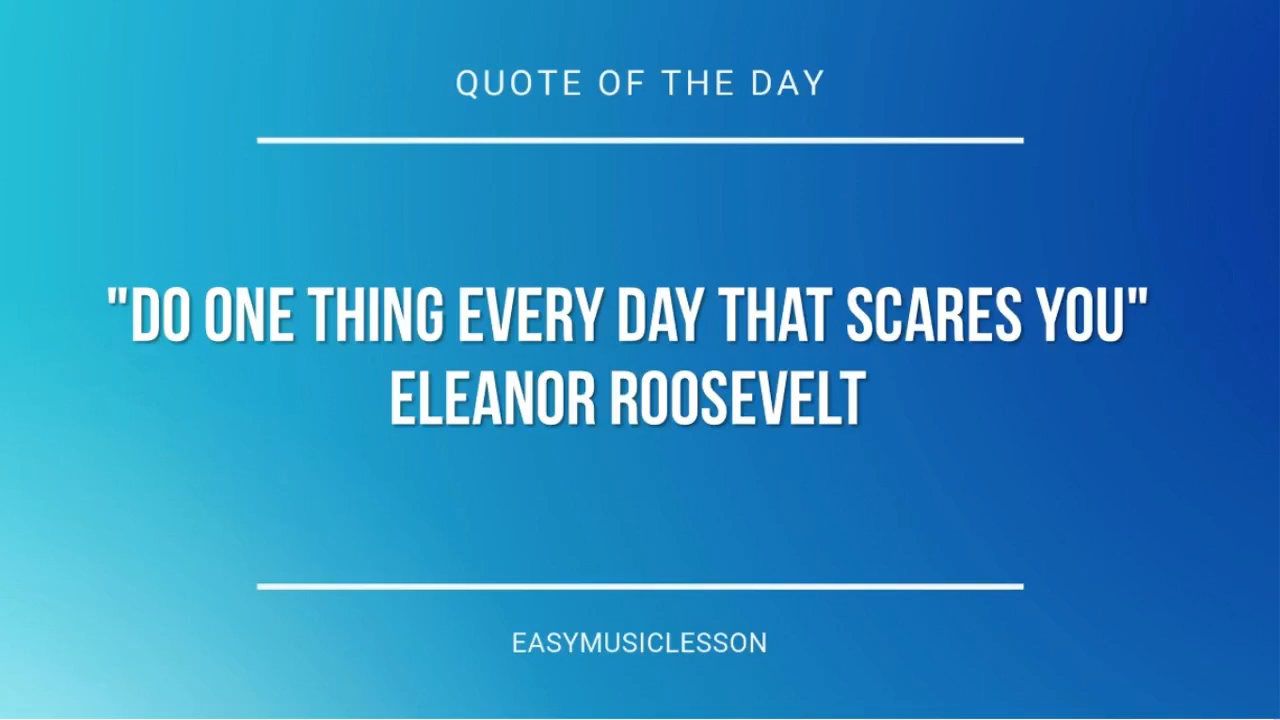 QUOTE OF THE DAY
"DO ONE THING EVERY DAY THAT SCARES YOU"
ELEANOR ROOSEVELT
EASYMUSICLESSON